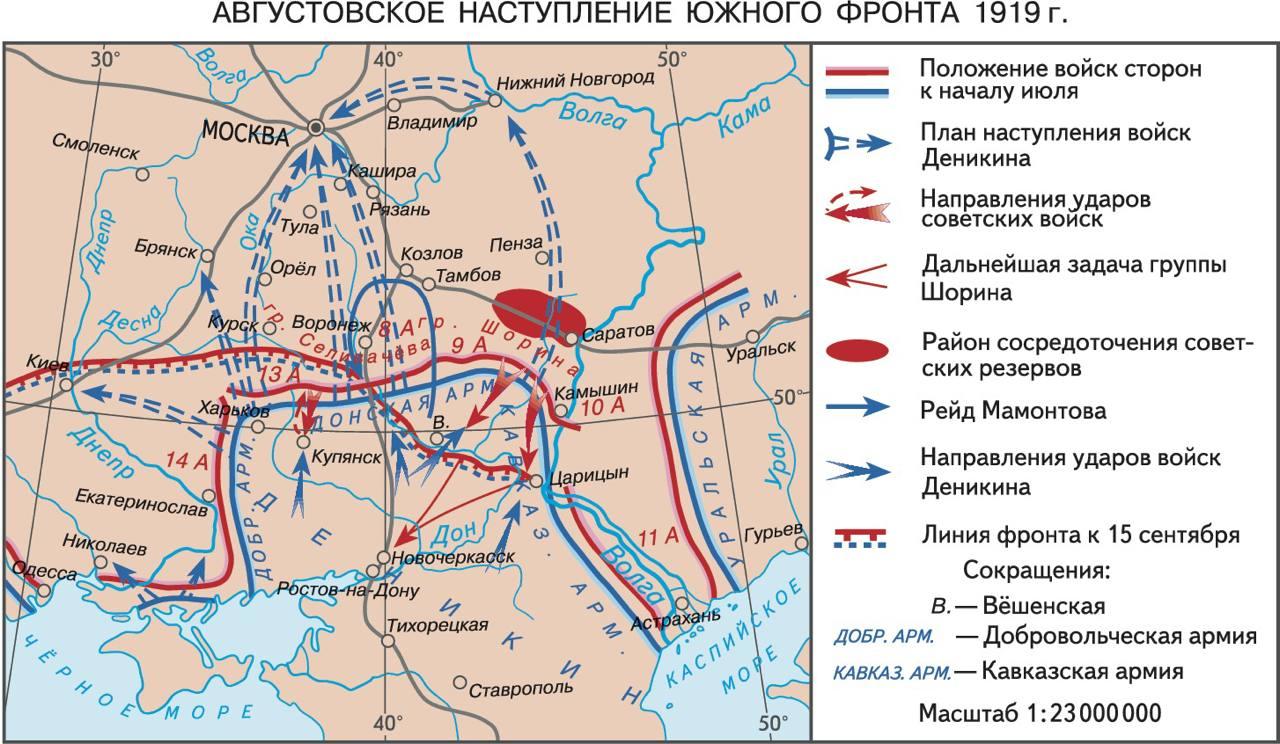 АВГУСТОВСКОЕ НАСТУПЛЕНИЕ ЮЖНОГО ФРОНТА 1919 г.
30°
40°
50°
Волга
Нижний Новгород
Владимир
Волга
Кама
МОСКВА
Смоленск
Кашира
Рязань
Тула
Ока
Днепр
Брянск
Орёл
Козлов
Тамбов
Пенза
Десна
Курск
Воронеж
гр. Селивачёва
8 А
гр. Шорина
9 А
Саратов
Уральск
Киев
13 А
Камышин
10 А
50°
Харьков
ДОНСКАЯ АРМ.
КАВКАЗ. АРМ.
УРАЛЬСКАЯ АРМ.
В.
Купянск
Днепр
14 А
ДОБР. АРМ.
Царицын
Урал
Екатеринослав
Дон
11 А
Гурьев
Николаев
Новочеркасск
Волга
Одесса
Ростов-на-Дону
Астрахань
Тихорецкая
ДЕНИКИН
Ставрополь
ЧЁРНОЕ МОРЕ
КАСПИЙСКОЕ
МОРЕ
40°
50°
Положение войск сторон
к началу июля
План наступления войск
Деникина
Направления ударов
советских войск
Дальнейшая задача группы
Шорина
Район сосредоточения совет-
ских резервов
Рейд Мамонтова
Направления ударов войск
Деникина
Линия фронта к 15 сентября
Сокращения:
В. — Вёшенская
ДОБР. АРМ. — Добровольческая армия
КАВКАЗ. АРМ. — Кавказская армия
Масштаб 1:23 000 000